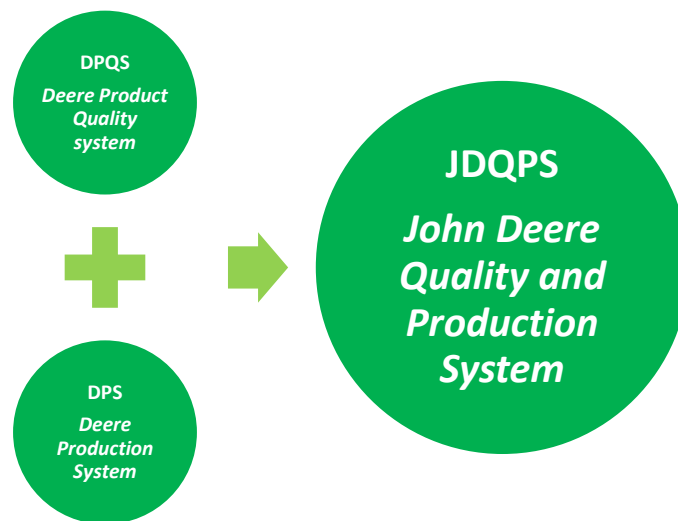 DPQS
Deere Product
Quality
system
DPS
Deere
Production
System
JDQPS
John Deere
Quality and
Production
System